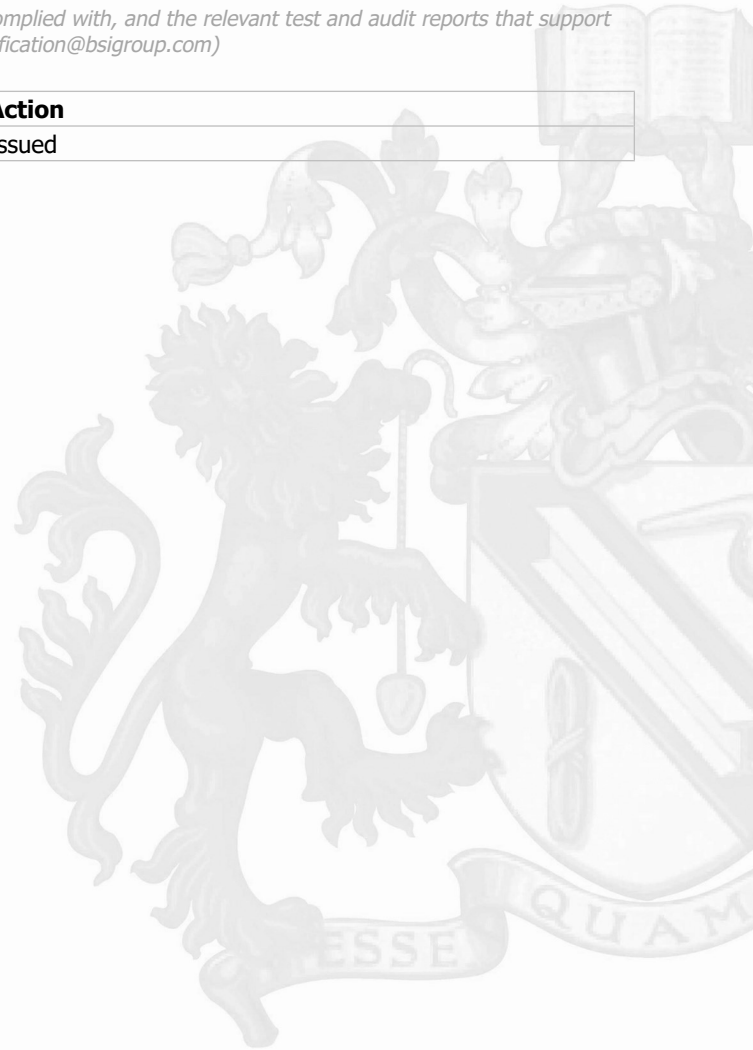 omplied with, and the relevant test and audit reports that support
fication@bsigroup.com)
Action
ssued
ESSE
QUAM